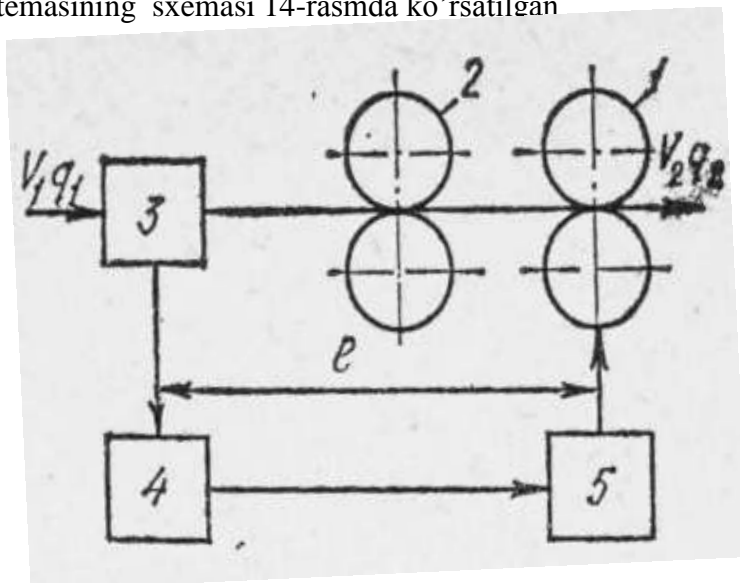 temasining sxemasi 14-rasmda ko’rsatilgan
2 1
V₁q₁ 3 V₂q₂
l
4 5